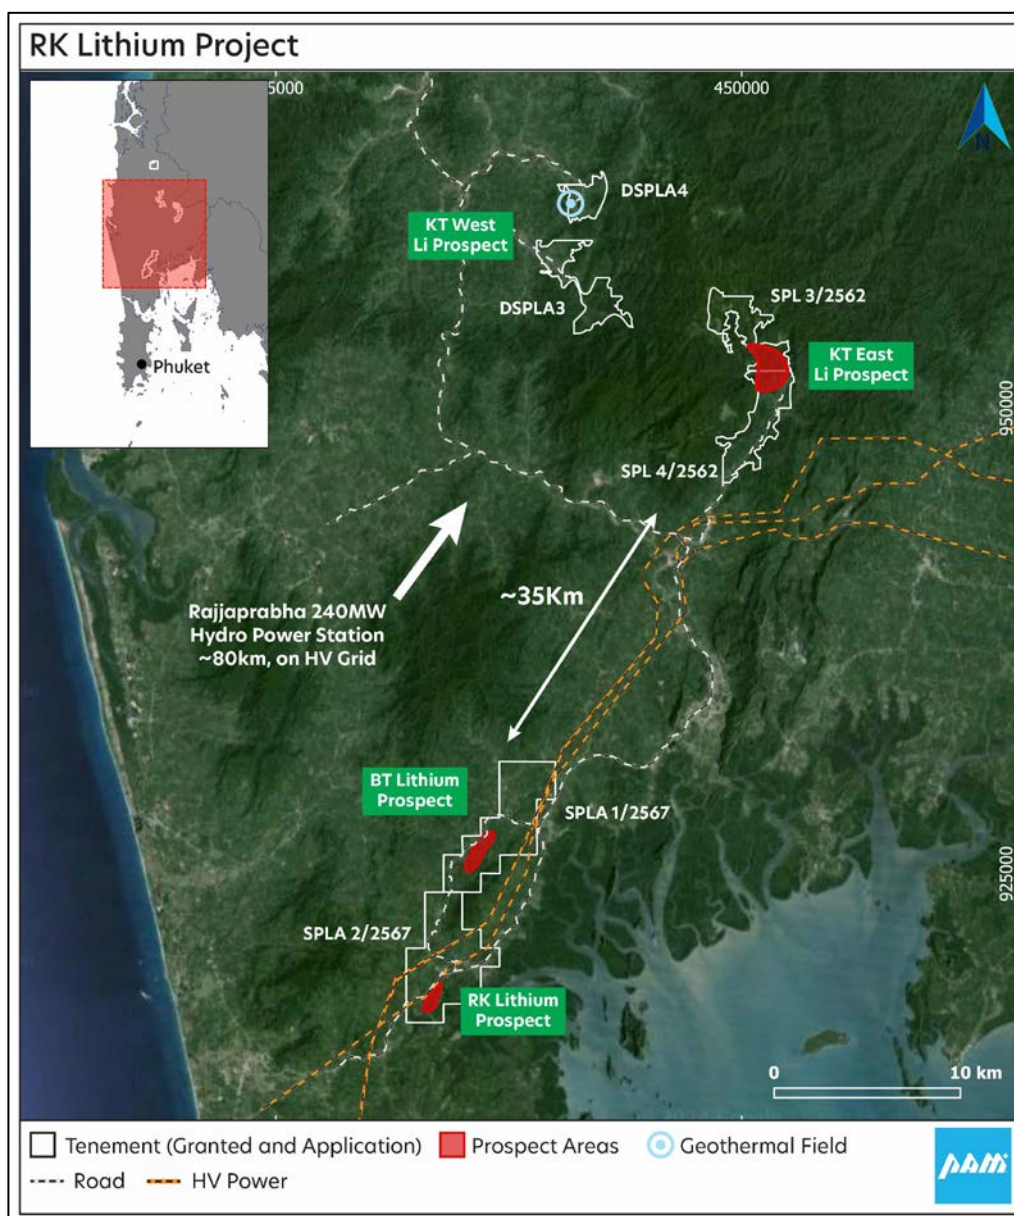 RK Lithium Project
5000
450000
N
DSPLA4
KT West
Li Prospect
DSPLA3
SPL 3/2562
KT East
Li Prospect
Phuket
950000
SPL 4/2562
~35Km
Rajjaprabha 240MW
Hydro Power Station
~80km, on HV Grid
BT Lithium
Prospect
SPLA 1/2567
925000
SPLA 2/2567
RK Lithium
Prospect
0 10 km
Tenement (Granted and Application) Prospect Areas Geothermal Field
Road HV Power
PAM